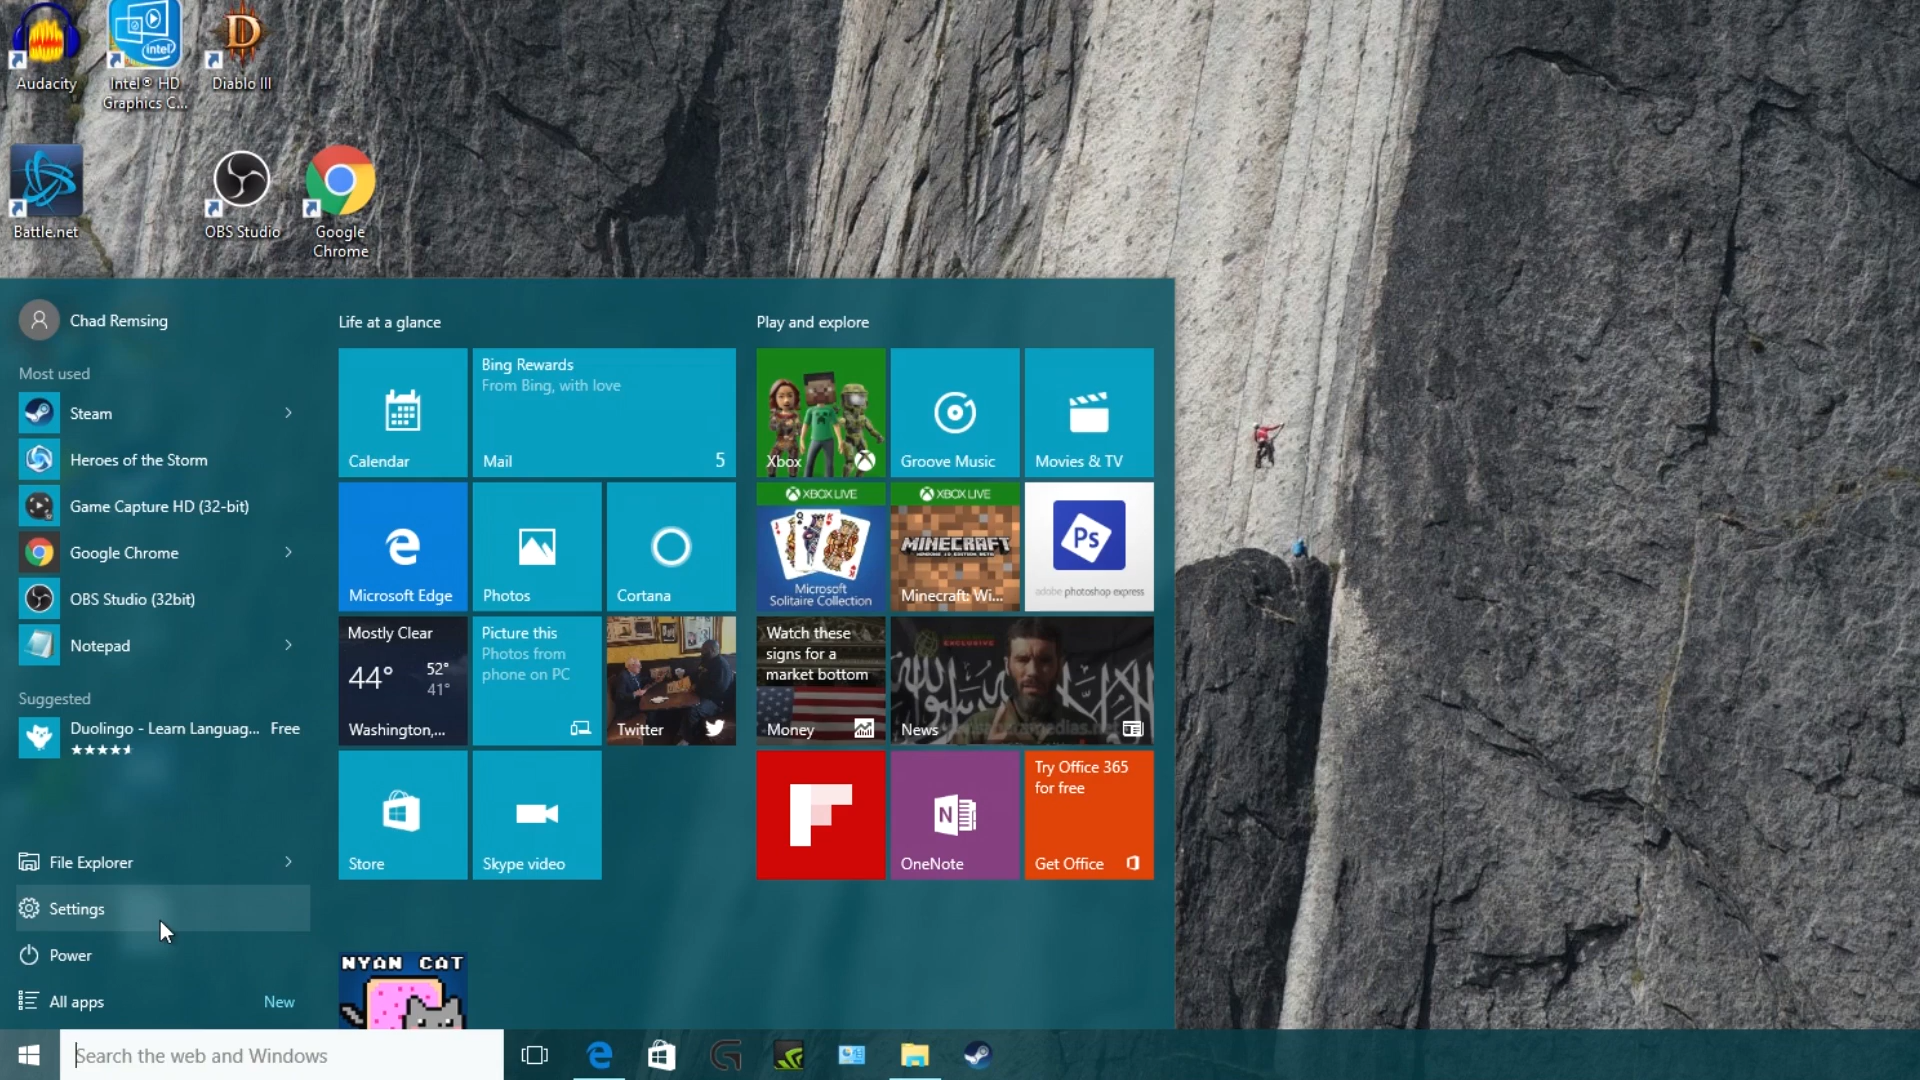 Audacity
Intel® HD
Graphics C...
Diablo III
Battle.net
OBS Studio
Google
Chrome
Chad Remsing
Most used
Steam
Heroes of the Storm
Game Capture HD (32-bit)
Google Chrome
OBS Studio (32bit)
Notepad
Suggested
Duolingo - Learn Languag... Free
File Explorer
Settings
Power
All apps New
Life at a glance
Calendar
Bing Rewards
From Bing, with love
Mail 5
Microsoft Edge
Photos
Cortana
Mostly Clear
44° 52°
41°
Washington,...
Picture this
Photos from
phone on PC
Twitter
Store
Skype video
NYAN CAT
Play and explore
Xbox
Groove Music
Movies & TV
XBOX LIVE
Microsoft
Solitaire Collection
XBOX LIVE
MINECRAFT
WINDOWS 10 EDITION BETA
Minecraft: Wi...
Ps
adobe photoshop express
Watch these
signs for a
market bottom
Money
EXCLUSIVE
News
OneNote
Try Office 365
for free
Get Office
Search the web and Windows